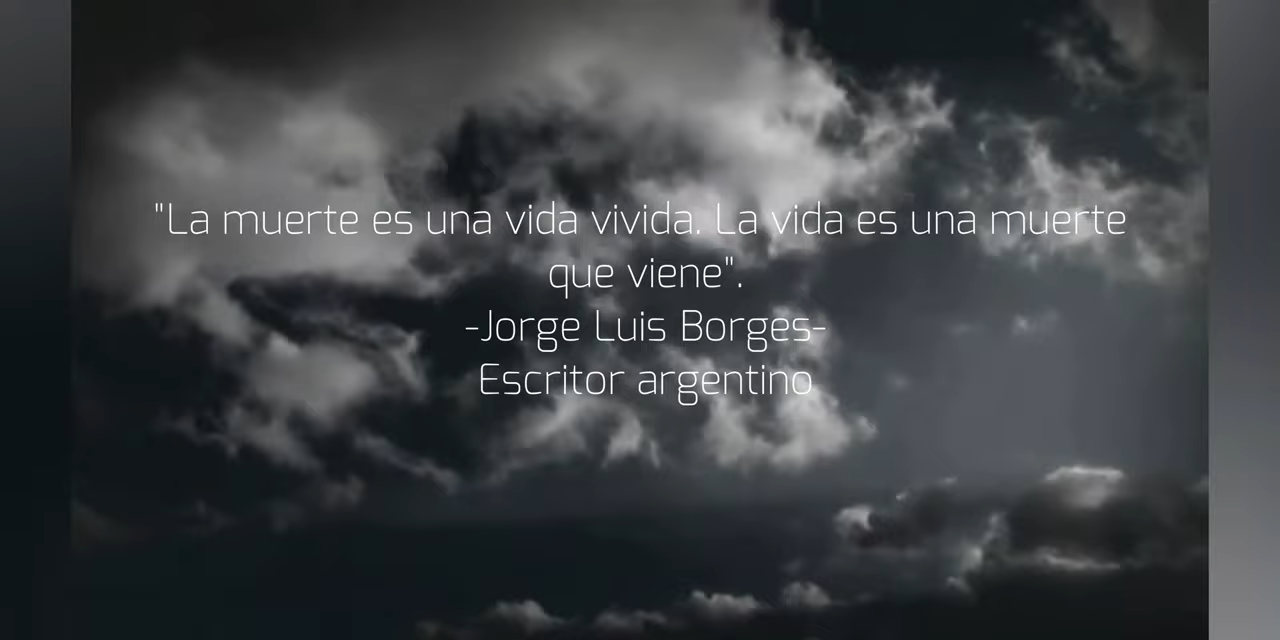 "La muerte es una vida vivida. La vida es una muerte
que viene".
-Jorge Luis Borges-
Escritor argentino